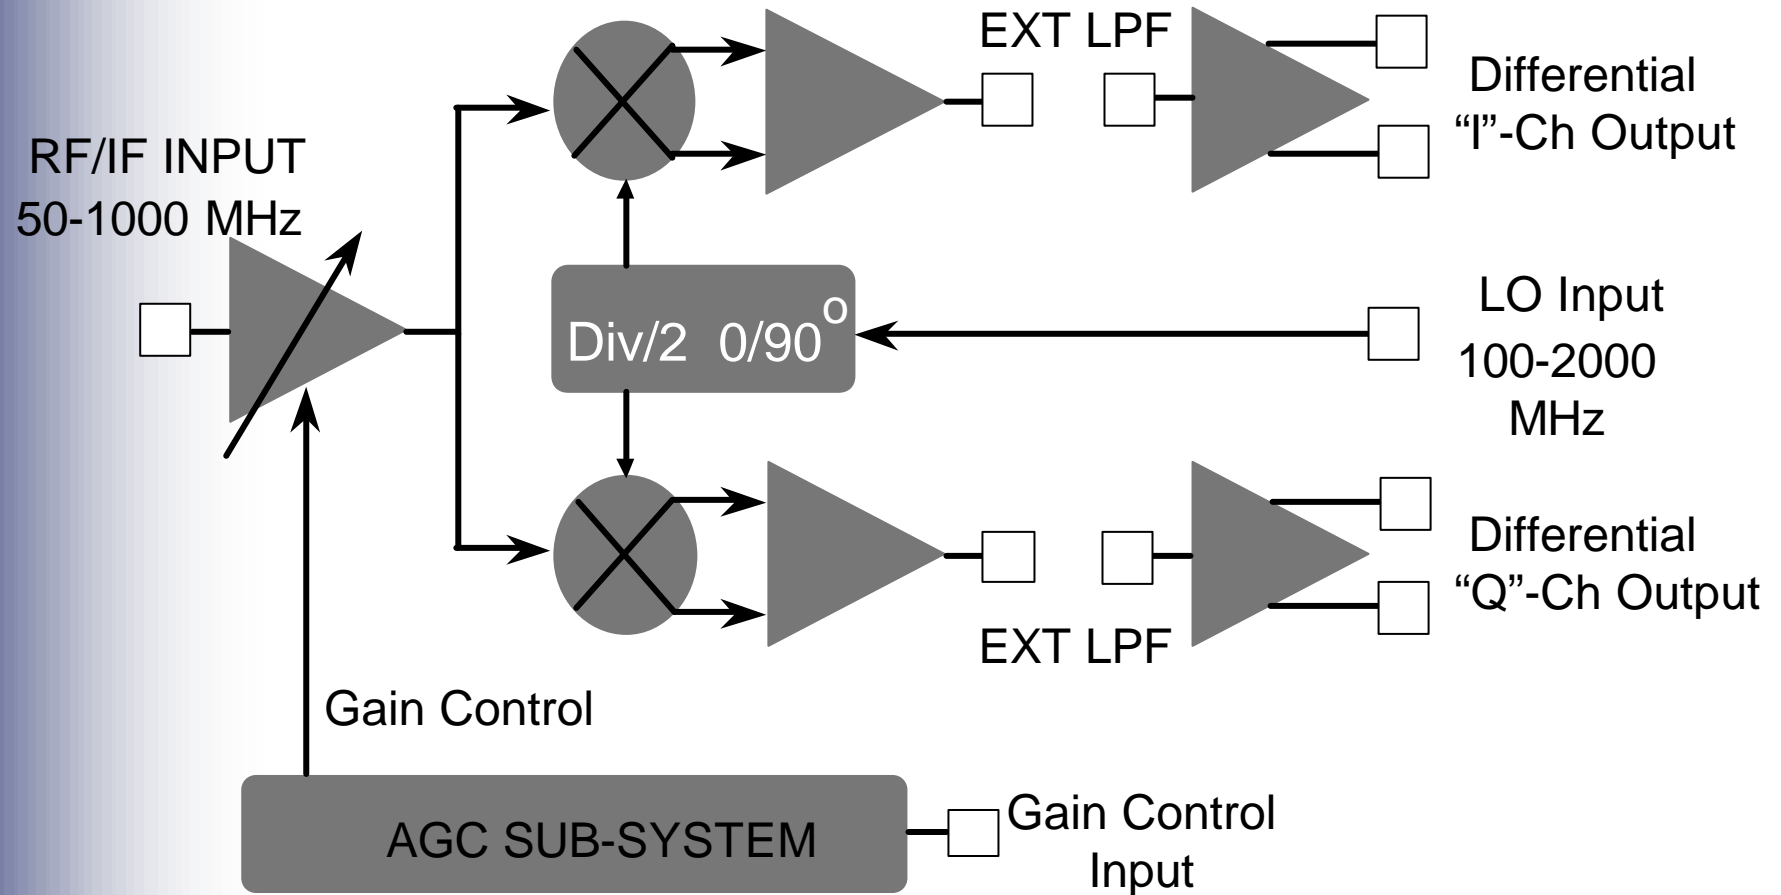 EXT LPF
Differential
“I”-Ch Output
RF/IF INPUT
50-1000 MHz
Div/2 0/90°
LO Input
100-2000
MHz
Differential
“Q”-Ch Output
EXT LPF
Gain Control
AGC SUB-SYSTEM
Gain Control
Input